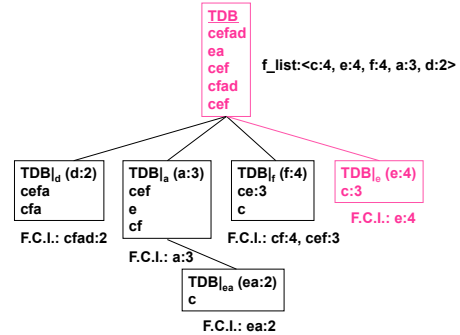 TDB
cefad
ea
cef
cfad
cef
f_list:<c:4, e:4, f:4, a:3, d:2>
TDB|d (d:2)
cefa
cfa
F.C.I.: cfad:2
TDB|a (a:3)
cef
e
cf
F.C.I.: a:3
TDB|f (f:4)
ce:3
c
F.C.I.: cf:4, cef:3
TDB|e (e:4)
c:3
F.C.I.: e:4
TDB|ea (ea:2)
c
F.C.I.: ea:2